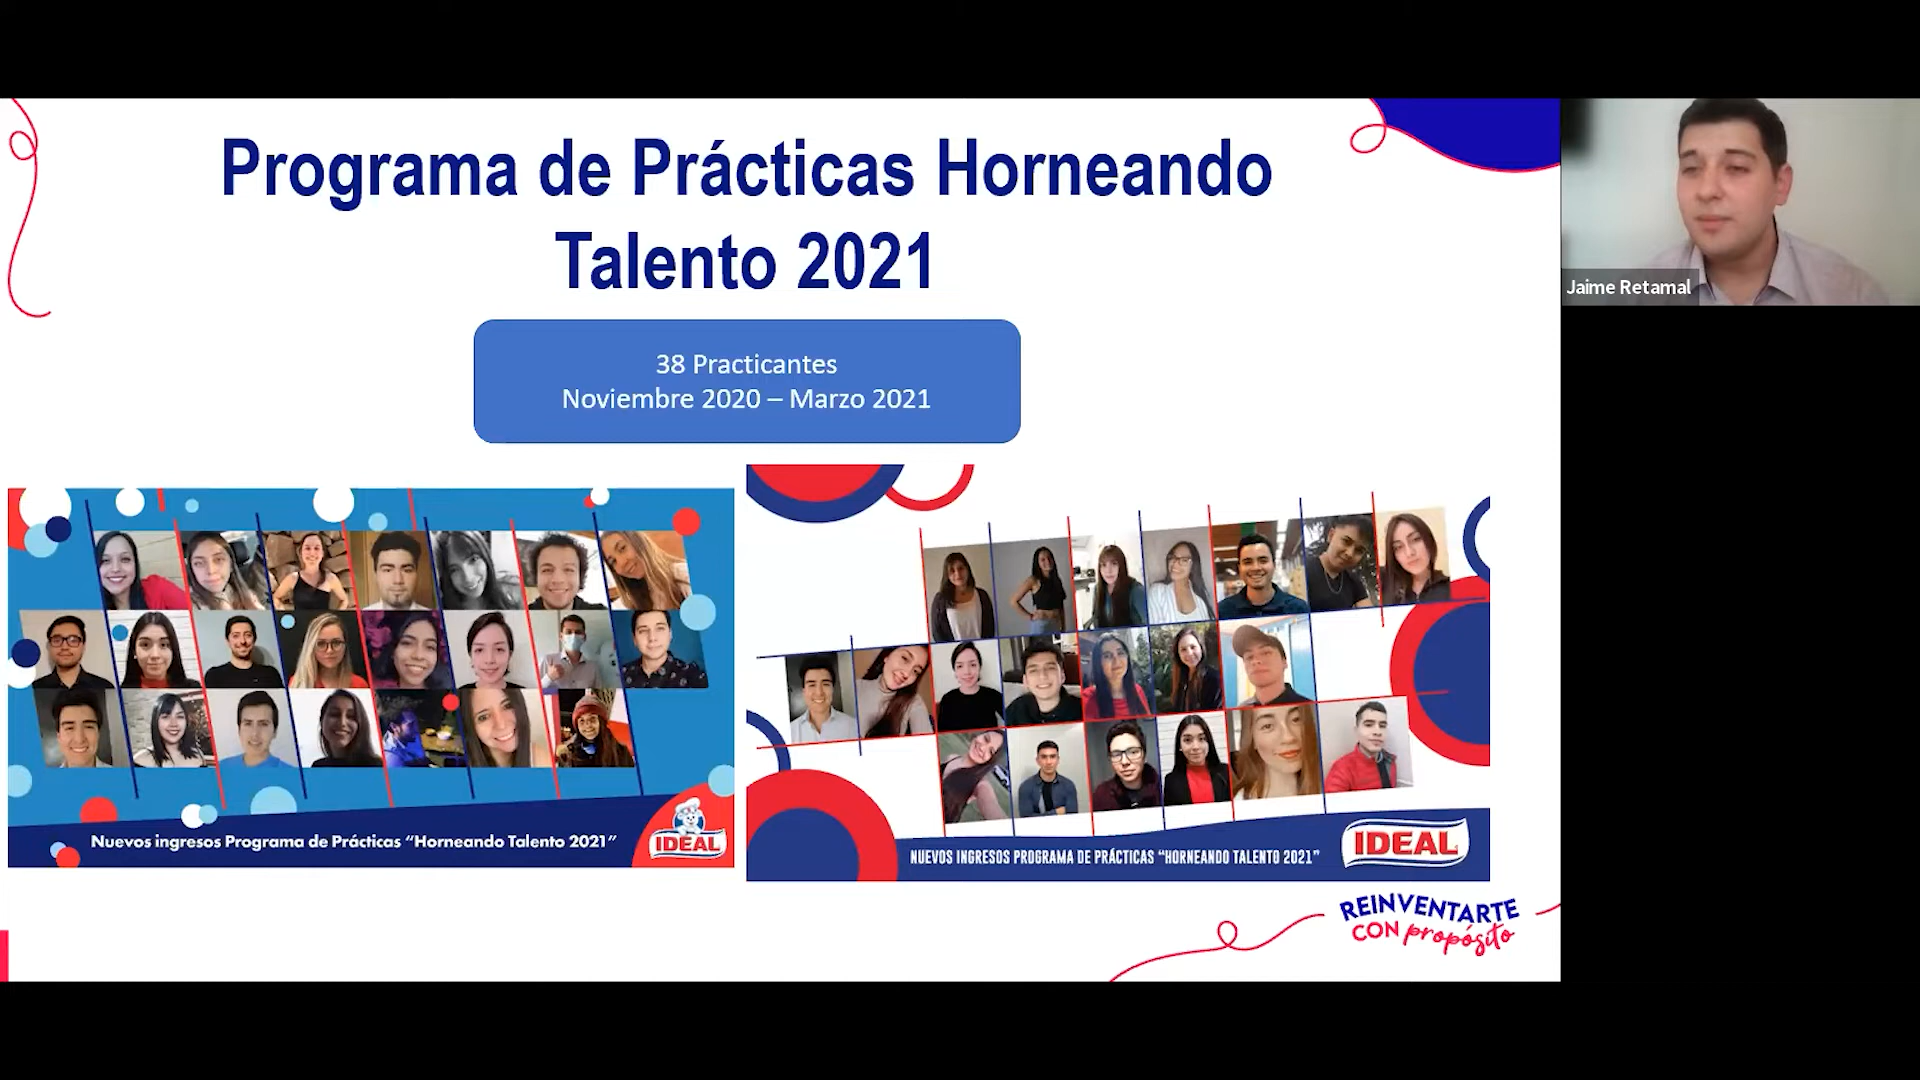 Programa de Prácticas Horneando
Talento 2021
38 Practicantes
Noviembre 2020 – Marzo 2021
Jaime Retamal
Nuevos ingresos Programa de Prácticas “Horneando Talento 2021”
IDEAL
NUEVOS INGRESOS PROGRAMA DE PRÁCTICAS “HORNEANDO TALENTO 2021”
IDEAL
REINVENTARTE
CON propósito